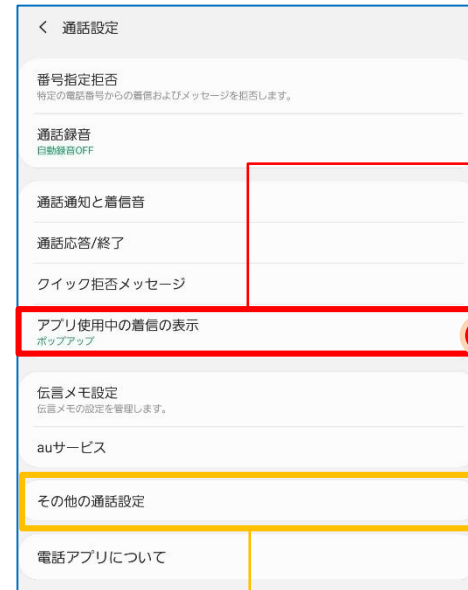 通話設定
番号指定拒否
特定の電話番号からの着信およびメッセージを拒否します。
通話録音
自動録音OFF
通話通知と着信音
通話応答/終了
クイック拒否メッセージ
アプリ使用中の着信の表示
ポップアップ
伝言メモ設定
伝言メモの設定を管理します。
auサービス
その他の通話設定
電話アプリについて